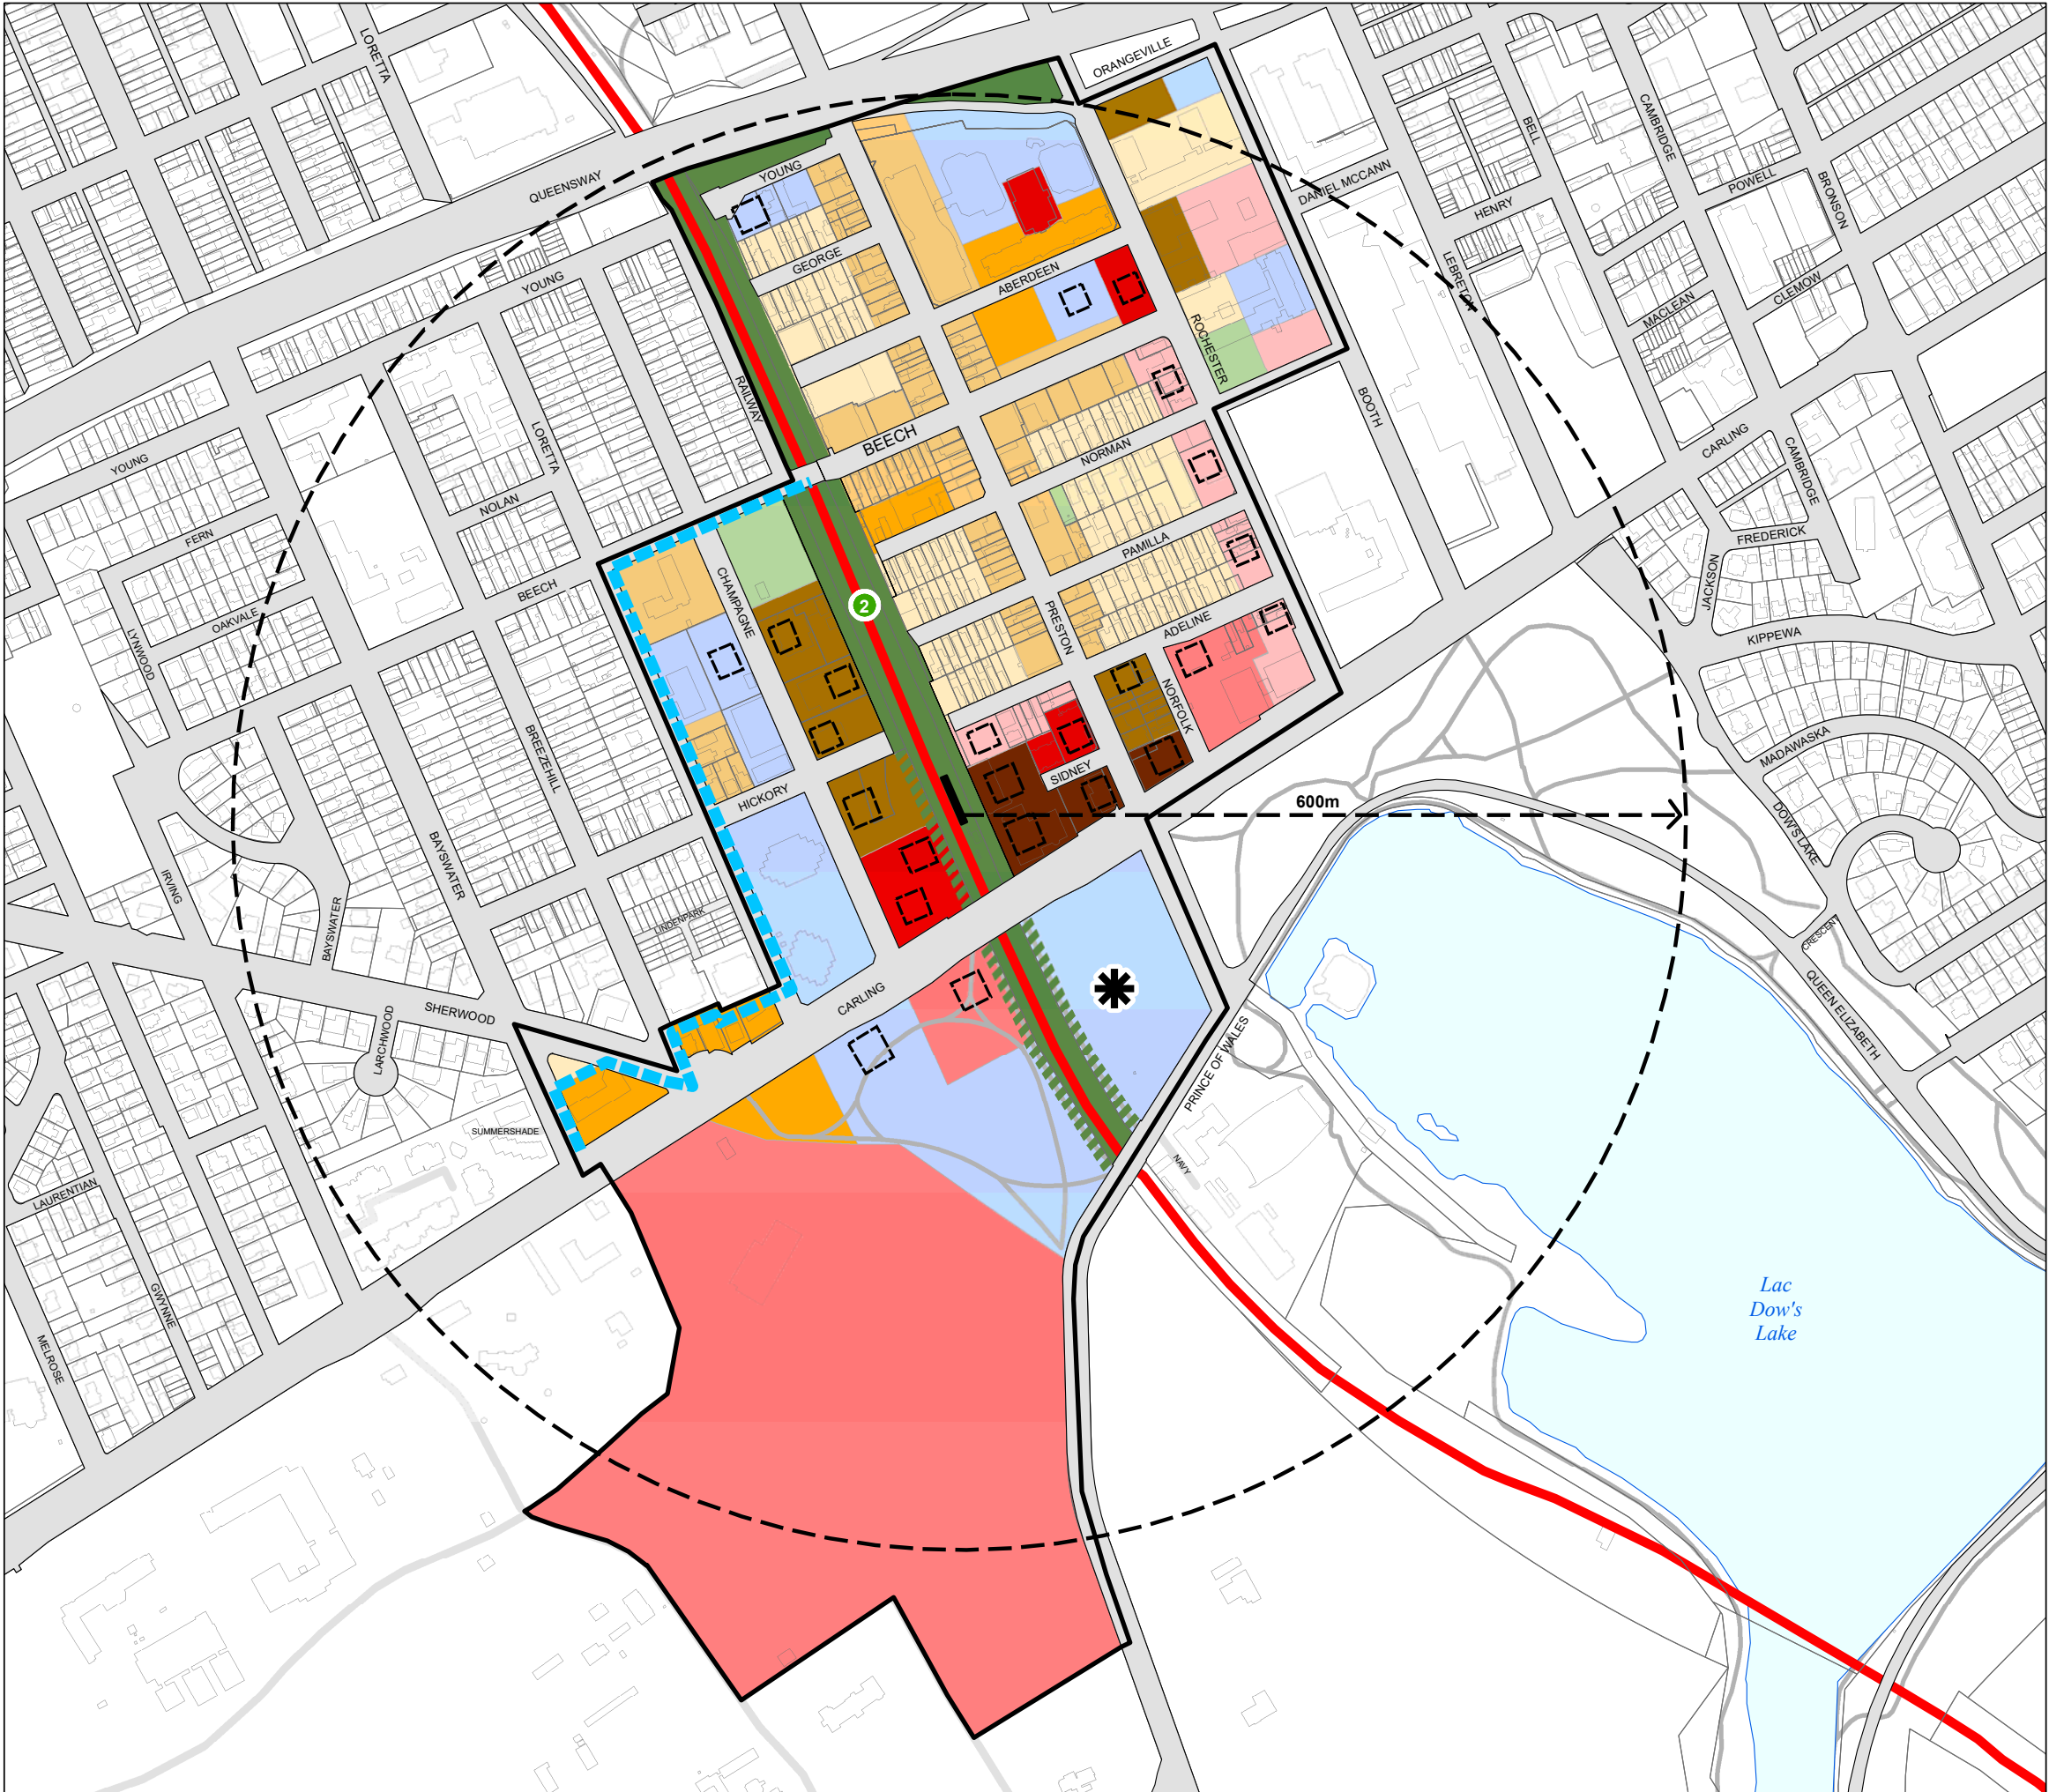 LORETTA
ORANGEVILLE
CAMBRIDGE
BELL
QUEENSWAY
YOUNG
DANIEL MCCANN
POWELL
BRONSON
HENRY
GEORGE
YOUNG
ABERDEEN
LEBRETON
CLEMOW
MACLEAN
ROCHESTER
RAILWAY
BOOTH
BEECH
LORETTA
CARLING
CAMBRIDGE
YOUNG
NORMAN
NOLAN
FERN
PAMILLA
FREDERICK
CHAMPAGNE
JACKSON
BEECH
2
OAKVALE
LYNWOOD
PRESTON
ADELINE
KIPPEWA
NORFOLK
BREEZEHILL
MADAWASKA
SIDNEY
HICKORY
600m
DOW'S LAKE
BAYSWATER
IRVING
LINDENPARK
BAYSWATER
CRESCENT
CARLING
SHERWOOD
QUEEN ELIZABETH
LARCHWOOD
PRINCE OF WALES
SUMMERSHADE
NAVY
LAURENTIAN
GWYNNE
Lac
Dow's
Lake
MELROSE